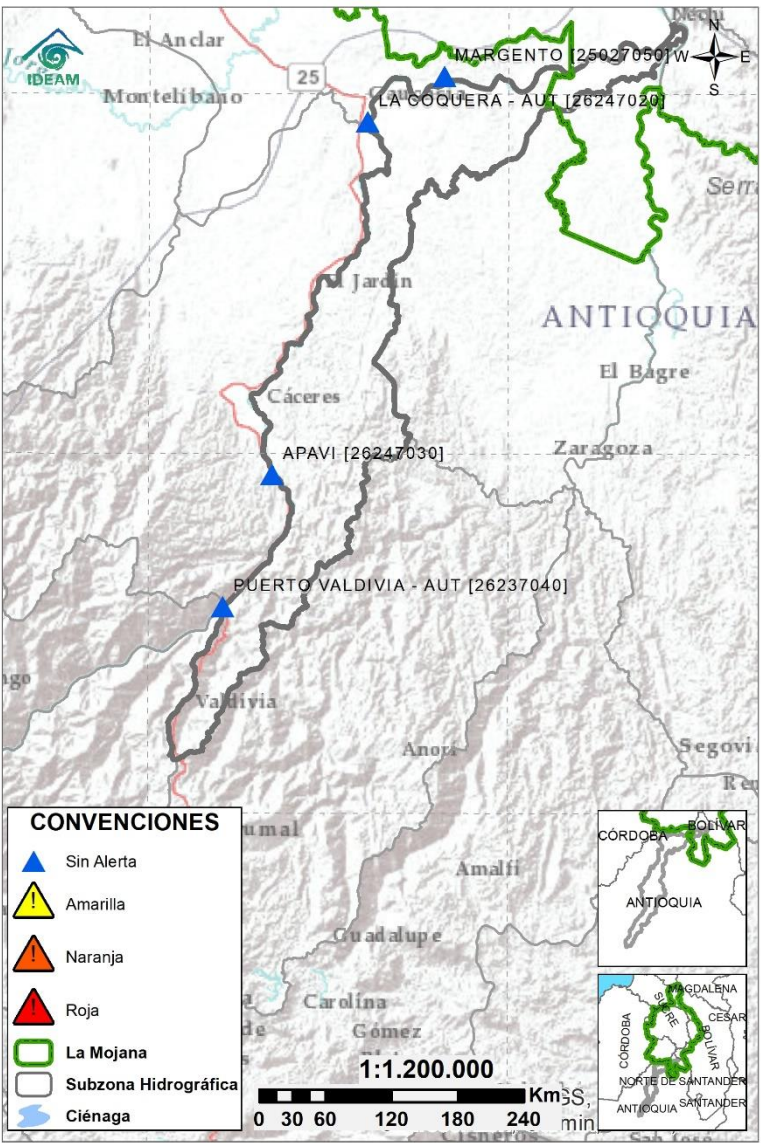 Nechí
N
El Anclar
IDEAM
MARGENTO [25027050]
W
E
25
S
Montelíbano
LA COQUERA - AUT [26247020]
El Jardín
ANTIOQUIA
El Bagre
Cáceres
Zaragoza
APAVI [26247030]
PUERTO VALDIVIA - AUT [26237040]
Valdivia
Anorí
CONVENCIONES
Sin Alerta
Amarilla
Naranja
Roja
La Mojana
Subzona Hidrográfica
Ciénaga
Amalfi
Guadalupe
Carolina
Gómez
CÓRDOBA
BOLÍVAR
ANTIOQUIA
MAGDALENA
SUCRE
CESAR
CÓRDOBA
BOLÍVAR
NORTE DE SANTANDER
SANTANDER
ANTIOQUIA
1:1.200.000
Km
0 30 60 120 180 240
Cisneros